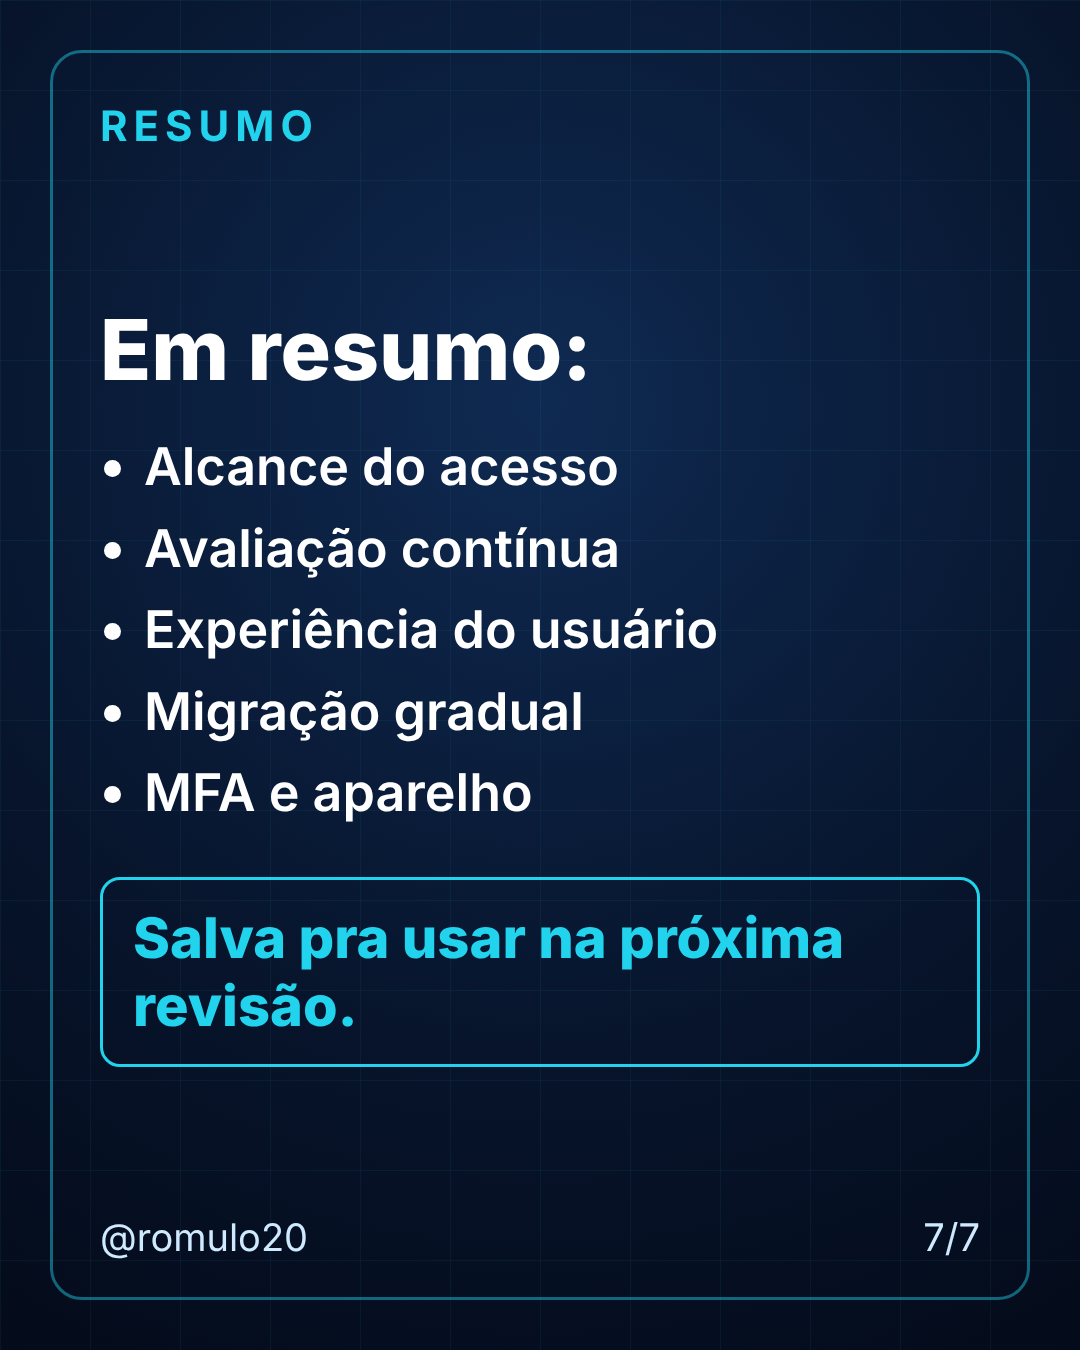 RESUMO
Em resumo:
• Alcance do acesso
• Avaliação contínua
• Experiência do usuário
• Migração gradual
• MFA e aparelho
Salva pra usar na próxima
revisão.
@romulo20
7/7